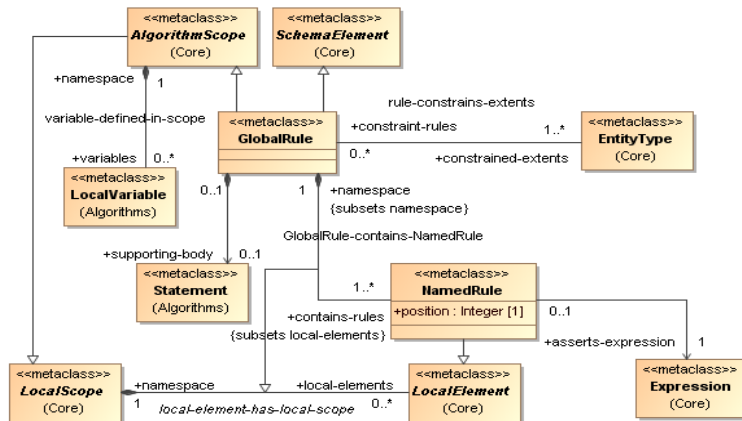 <<metaclass>>
AlgorithmScope
(Core)
<<metaclass>>
SchemaElement
(Core)
+namespace
1
variable-defined-in-scope
+variables
0..*
<<metaclass>>
LocalVariable
(Algorithms)
<<metaclass>>
GlobalRule
rule-constrains-extents
+constraint-rules
1..*
0..*
+constrained-extents
<<metaclass>>
EntityType
(Core)
0..1
1
+namespace
{subsets namespace}
GlobalRule-contains-NamedRule
+supporting-body
0..1
<<metaclass>>
Statement
(Algorithms)
1..*
+contains-rules
{subsets local-elements}
<<metaclass>>
NamedRule
+position : Integer [1]
0..1
+asserts-expression
1
<<metaclass>>
LocalScope
(Core)
+namespace
1
+local-elements
0..*
local-element-has-local-scope
<<metaclass>>
LocalElement
(Core)
<<metaclass>>
Expression
(Core)